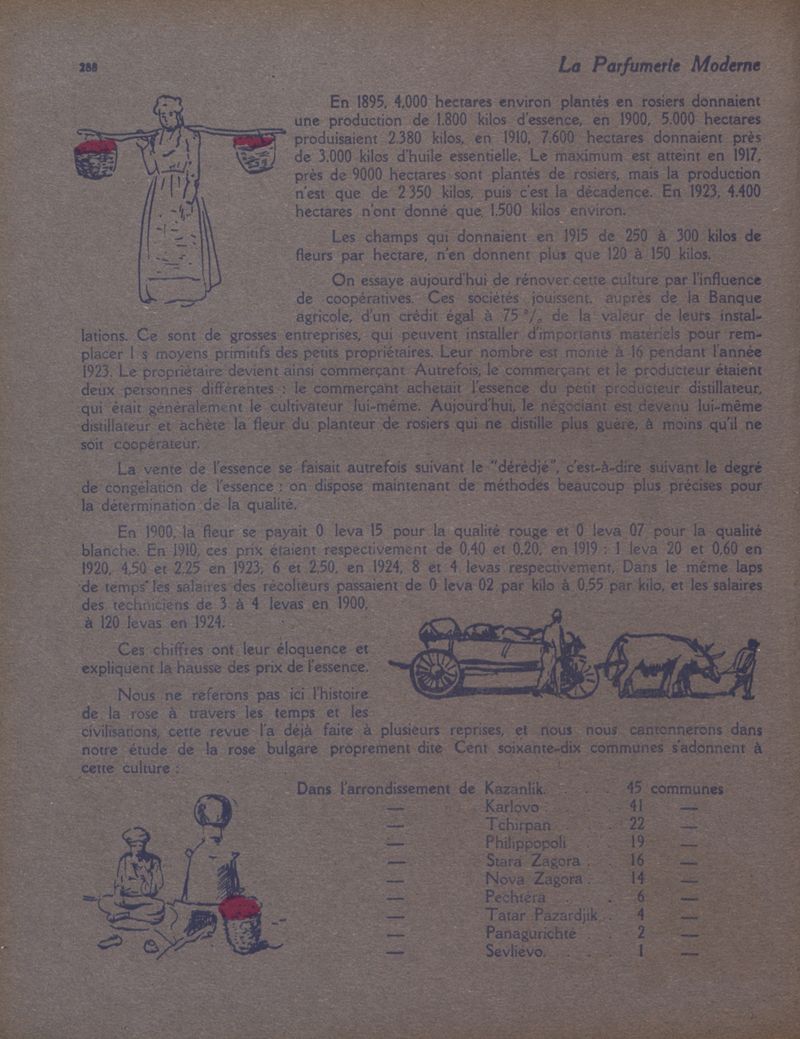 288
La Parfumerie Moderne
En 1895, 4,000 hectares environ plantés en rosiers donnaient
une production de 1.800 kilos d'essence, en 1900, 5.000 hectares
produisaient 2.380 kilos, en 1910, 7.600 hectares donnaient près
de 3.000 kilos d'huile essentielle. Le maximum est atteint en 1917,
près de 9000 hectares sont plantés de rosiers, mais la production
n'est que de 2 350 kilos, puis c'est la décadence. En 1923, 4.400
hectares n'ont donné que 1.500 kilos environ.
Les champs qui donnaient en 1915 de 250 à 300 kilos de
fleurs par hectare, n'en donnent plus que 120 à 150 kilos.
On essaye aujourd'hui de rénover cette culture par l'influence
de coopératives. Ces sociétés jouissent, auprès de la Banque
agricole, d'un crédit égal à 75 °/₀ de la valeur de leurs instal-
lations. Ce sont de grosses entreprises, qui peuvent installer d'importants matériels pour rem-
placer l s moyens primitifs des petits propriétaires. Leur nombre est monté à 16 pendant l'année
1923. Le propriétaire devient ainsi commerçant Autrefois, le commerçant et le producteur étaient
deux personnes différentes : le commerçant achetait l'essence du petit producteur distillateur,
qui était généralement le cultivateur lui-même. Aujourd'hui, le négociant est devenu lui-même
distillateur et achète la fleur du planteur de rosiers qui ne distille plus guère, à moins qu'il ne
soit coopérateur.
La vente de l'essence se faisait autrefois suivant le "dérédjé", c'est-à-dire suivant le degré
de congélation de l'essence : on dispose maintenant de méthodes beaucoup plus précises pour
la détermination de la qualité.
En 1900, la fleur se payait 0 leva 15 pour la qualité rouge et 0 leva 07 pour la qualité
blanche. En 1910, ces prix étaient respectivement de 0,40 et 0,20, en 1919 : 1 leva 20 et 0,60 en
1920, 4,50 et 2,25 en 1923; 6 et 2,50, en 1924, 8 et 4 levas respectivement. Dans le même laps
de temps les salaires des récolteurs passaient de 0 leva 02 par kilo à 0,55 par kilo, et les salaires
des techniciens de 3 à 4 levas en 1900,
à 120 levas en 1924.
Ces chiffres ont leur éloquence et
expliquent la hausse des prix de l'essence.
Nous ne referons pas ici l'histoire
de la rose à travers les temps et les
civilisations, cette revue l'a déjà faite à plusieurs reprises, et nous nous cantonnerons dans
notre étude de la rose bulgare proprement dite Cent soixante-dix communes s'adonnent à
cette culture :
Dans l'arrondissement de Kazanlik. . . . 45 communes
— Karlovo . . . . 41 —
— Tchirpan . . . 22 —
— Philippopoli . . 19 —
— Stara Zagora . . 16 —
— Nova Zagora . . 14 —
— Pechtéra . . . 6 —
— Tatar Pazardjik . . 4 —
— Panagurichté . . 2 —
— Sevlievo. . . . 1 —